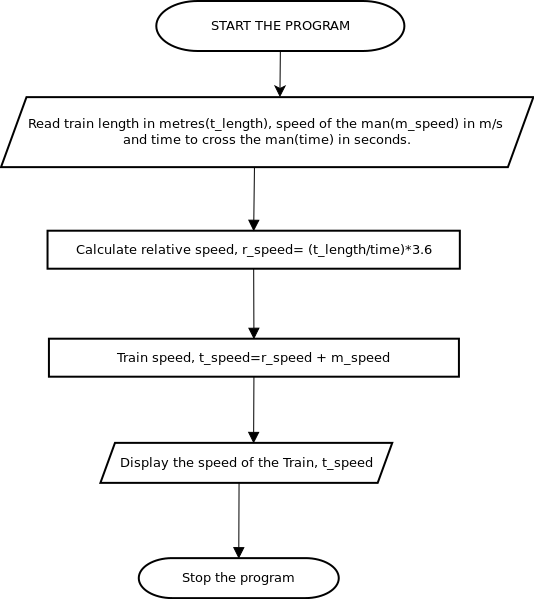 START THE PROGRAM
Read train length in metres(t_length), speed of the man(m_speed) in m/s
and time to cross the man(time) in seconds.
Calculate relative speed, r_speed= (t_length/time)*3.6
Train speed, t_speed=r_speed + m_speed
Display the speed of the Train, t_speed
Stop the program